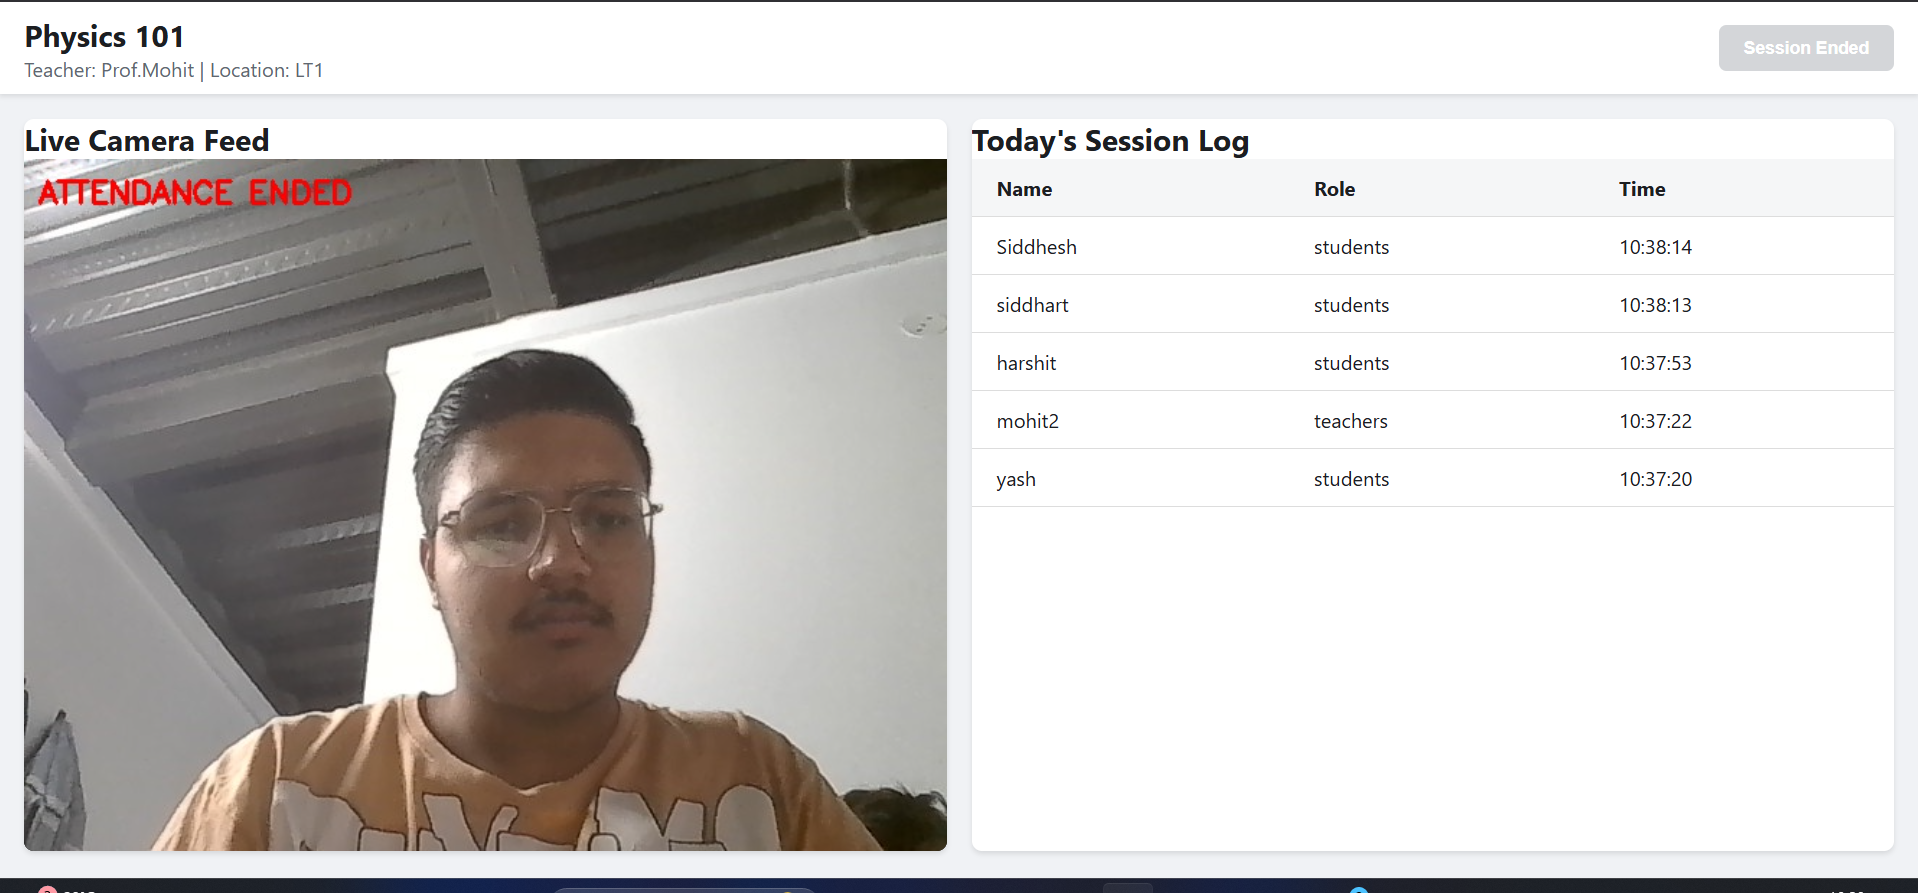 Physics 101
Teacher: Prof.Mohit | Location: LT1
Session Ended
Live Camera Feed
ATTENDANCE ENDED
Today's Session Log
Name Role Time
Siddhesh students 10:38:14
siddhart students 10:38:13
harshit students 10:37:53
mohit2 teachers 10:37:22
yash students 10:37:20